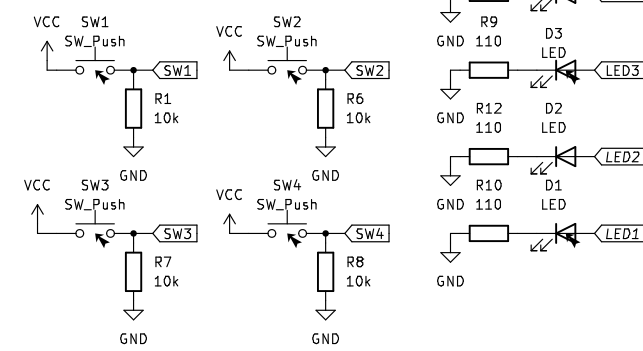 VCC SW1
SW_Push
SW1
R1
10k
GND
VCC SW2
SW_Push
SW2
R6
10k
GND
VCC SW3
SW_Push
SW3
R7
10k
GND
VCC SW4
SW_Push
SW4
R8
10k
GND
GND
R9
110
D3
LED
LED3
GND
R12
110
D2
LED
LED2
GND
R10
110
D1
LED
LED1
GND